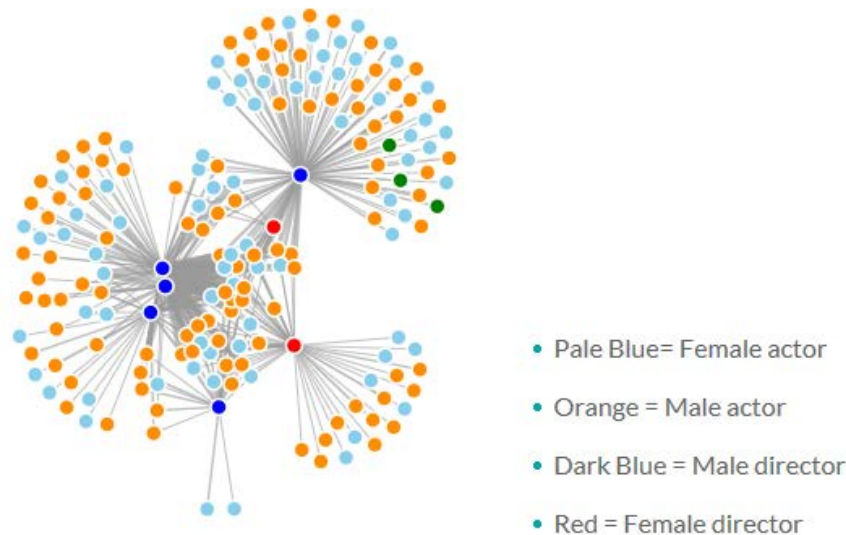 Pale Blue= Female actor
Orange = Male actor
Dark Blue = Male director
Red = Female director